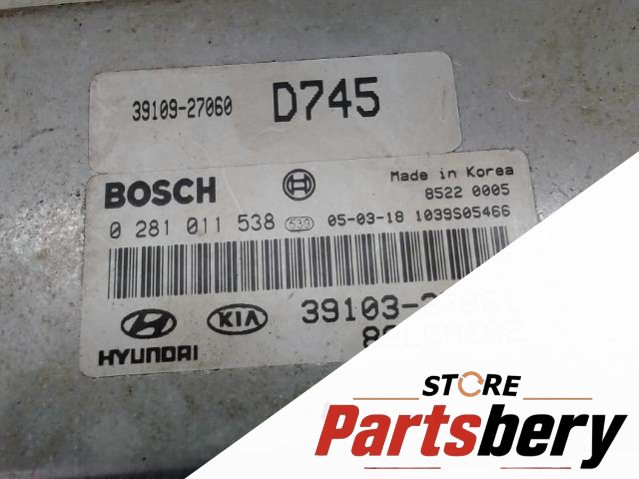 39109-27060 D745
BOSCH Made in Korea
8522 0005
0 281 011 538 05-03-18 1039S05466
HYUNDAI KIA 39103-
STORE
Partsbery